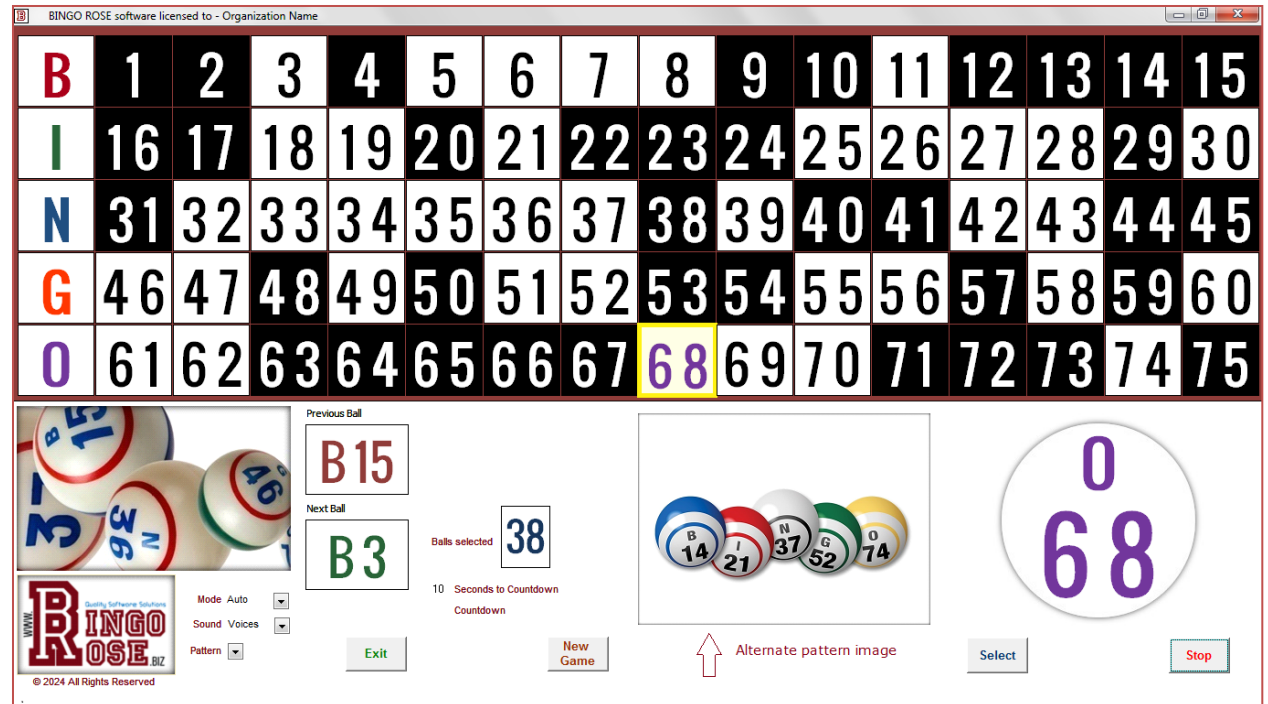 BINGO ROSE software licensed to - Organization Name
B 1 2 3 4 5 6 7 8 9 10 11 12 13 14 15
I 16 17 18 19 20 21 22 23 24 25 26 27 28 29 30
N 31 32 33 34 35 36 37 38 39 40 41 42 43 44 45
G 46 47 48 49 50 51 52 53 54 55 56 57 58 59 60
O 61 62 63 64 65 66 67 68 69 70 71 72 73 74 75
B 15
G 46
37
N 36
Previous Ball
B 15
Next Ball
B 3
Balls selected 38
10 Seconds to Countdown
Countdown
B 14
I 21
N 37
G 52
O 74
O
68
Quality Software Solutions
WWW.
BINGO
ROSE.BIZ
© 2024 All Rights Reserved
Mode Auto
Sound Voices
Pattern
Exit
New
Game
Alternate pattern image
Select
Stop